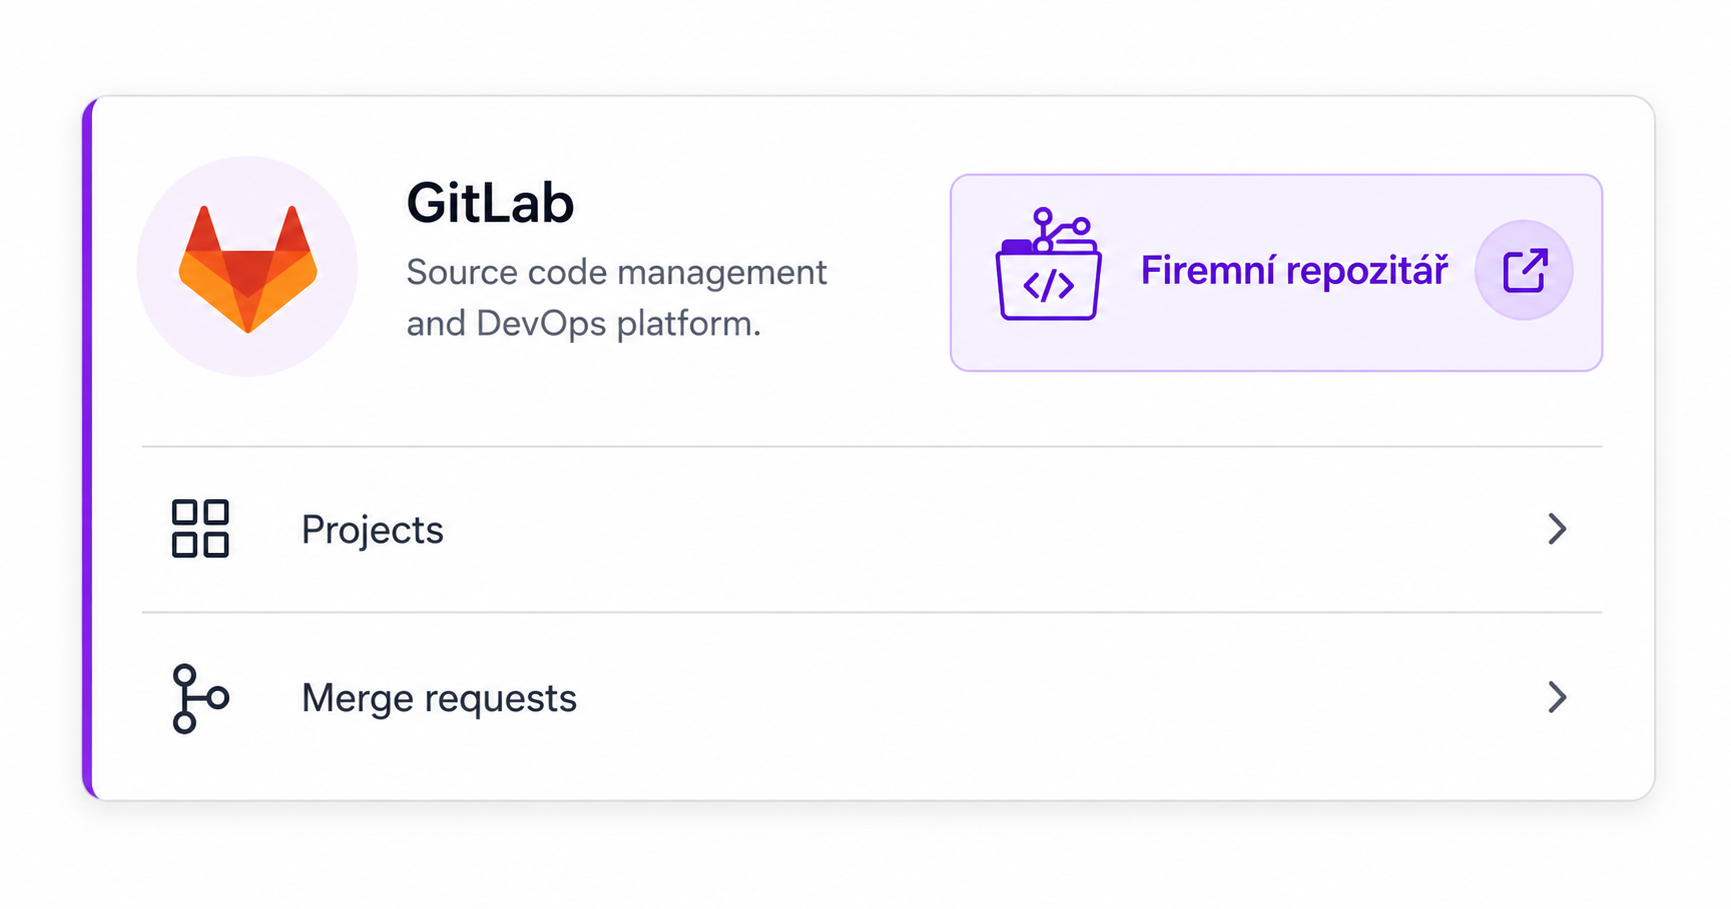 GitLab
Source code management
and DevOps platform.
</>
Firemní repozitář
Projects
Merge requests